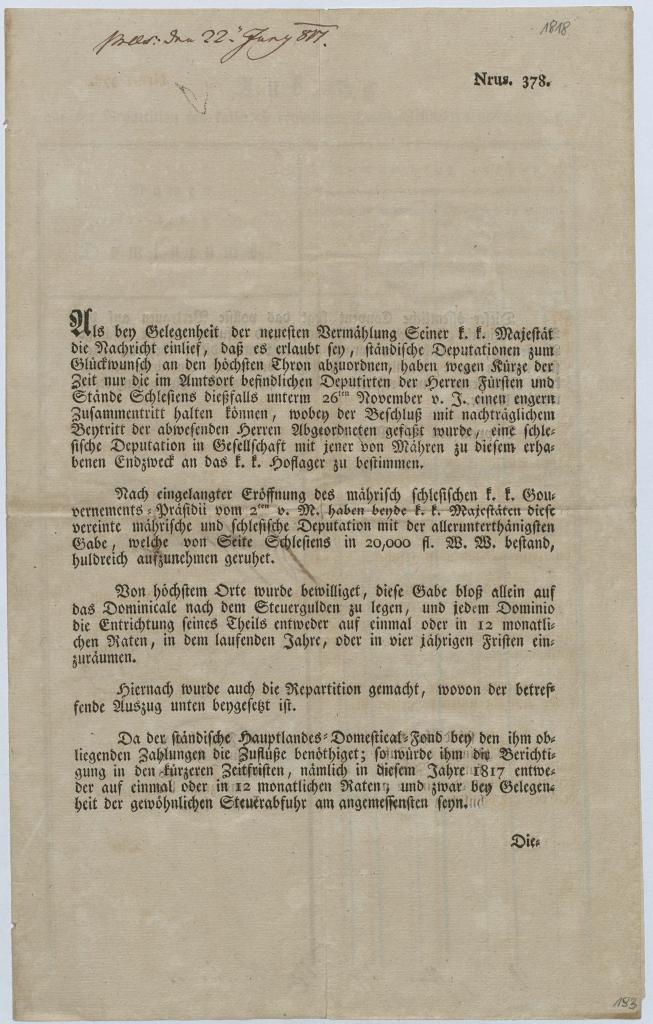 den 22. Juny 817.
1818
Nrus. 378.
Als bey Gelegenheit der neuesten Vermählung Seiner k. k. Majestät
die Nachricht einlief, daß es erlaubt sey, ständische Deputationen zum
Glückwunsch an den höchsten Thron abzuordnen, haben wegen Kürze der
Zeit nur die im Amtsort befindlichen Deputirten der Herren Fürsten und
Stände Schlesiens dießfalls unterm 26ten November v. J. einen engern
Zusammentritt halten können, wobey der Beschluß mit nachträglichem
Beytritt der abwesenden Herren Abgeordneten gefaßt wurde, eine schle-
sische Deputation in Gesellschaft mit jener von Mähren zu diesem erha-
benen Endzweck an das k. k. Hoflager zu bestimmen.
Nach eingelangter Eröffnung des mährisch schlesischen k. k. Gou-
vernements-Präsidii vom 2ten v. M. haben beyde k. k. Majestäten diese
vereinte mährische und schlesische Deputation mit der allerunterthänigsten
Gabe, welche von Seite Schlesiens in 20,000 fl. W. W. bestand,
huldreich aufzunehmen geruhet.
Von höchstem Orte wurde bewilliget, diese Gabe bloß allein auf
das Dominicale nach dem Steuergulden zu legen, und jedem Dominio
die Entrichtung seines Theils entweder auf einmal oder in 12 monatli-
chen Raten, in dem laufenden Jahre, oder in vier jährigen Fristen ein-
zuräumen.
Hiernach wurde auch die Repartition gemacht, wovon der betref-
fende Auszug unten beygesetzt ist.
Da der ständische Hauptlandes-Domestical-Fond bey den ihm ob-
liegenden Zahlungen die Zuflüße benöthiget; so würde ihm die Berichti-
gung in den kürzeren Zeitfristen, nämlich in diesem Jahre 1817 entwe-
der auf einmal oder in 12 monatlichen Raten, und zwar bey Gelegen-
heit der gewöhnlichen Steuerabfuhr am angemessensten seyn.
Die-
183